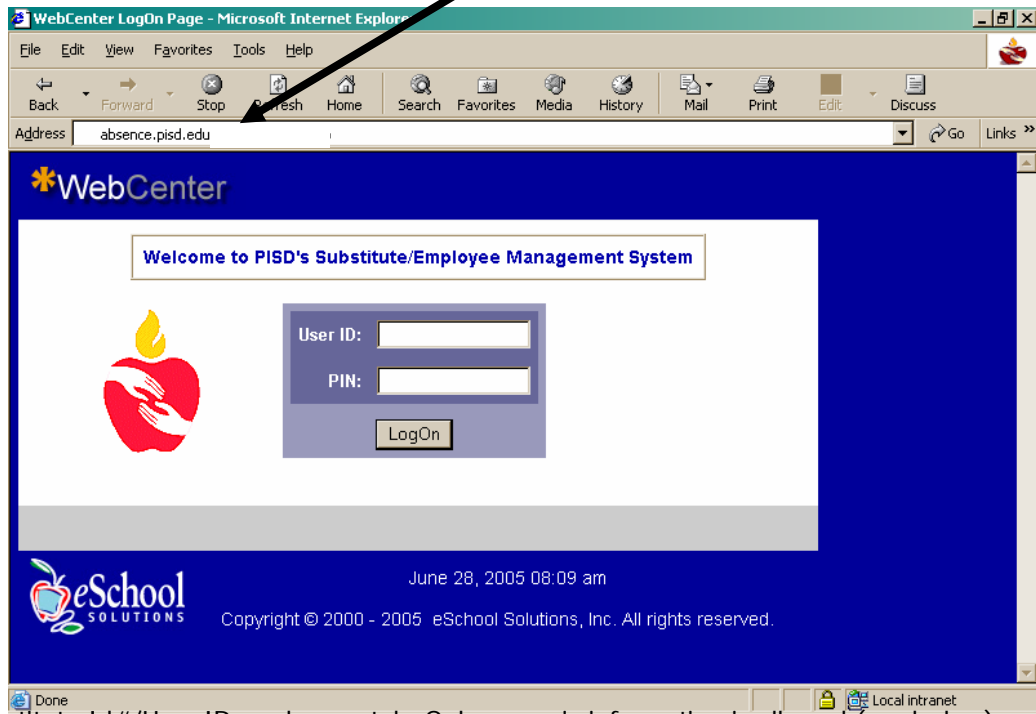 WebCenter LogOn Page - Microsoft Internet Explore
File Edit View Favorites Tools Help
Back Forward Stop Refresh Home Search Favorites Media History Mail Print Edit Discuss
Address absence.pisd.edu Go Links »
*WebCenter
Welcome to PISD's Substitute/Employee Management System
User ID:
PIN:
LogOn
eSchool
SOLUTIONS
June 28, 2005 08:09 am
Copyright © 2000 - 2005 eSchool Solutions, Inc. All rights reserved.
Done Local intranet